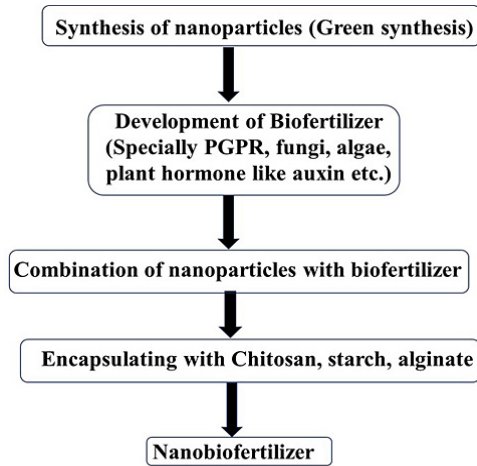 Synthesis of nanoparticles (Green synthesis)
Development of Biofertilizer
(Specially PGPR, fungi, algae,
plant hormone like auxin etc.)
Combination of nanoparticles with biofertilizer
Encapsulating with Chitosan, starch, alginate
Nanobiofertilizer